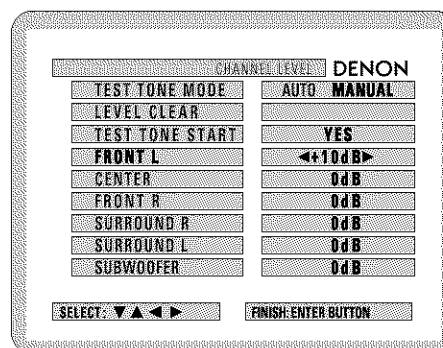 CHANNEL LEVEL DENON
TEST TONE MODE AUTO MANUAL
LEVEL CLEAR
TEST TONE START YES
FRONT L ◄+10dB►
CENTER 0dB
FRONT R 0dB
SURROUND R 0dB
SURROUND L 0dB
SUBWOOFER 0dB
SELECT: ▼ ▲ ◄ ► FINISH: ENTER BUTTON